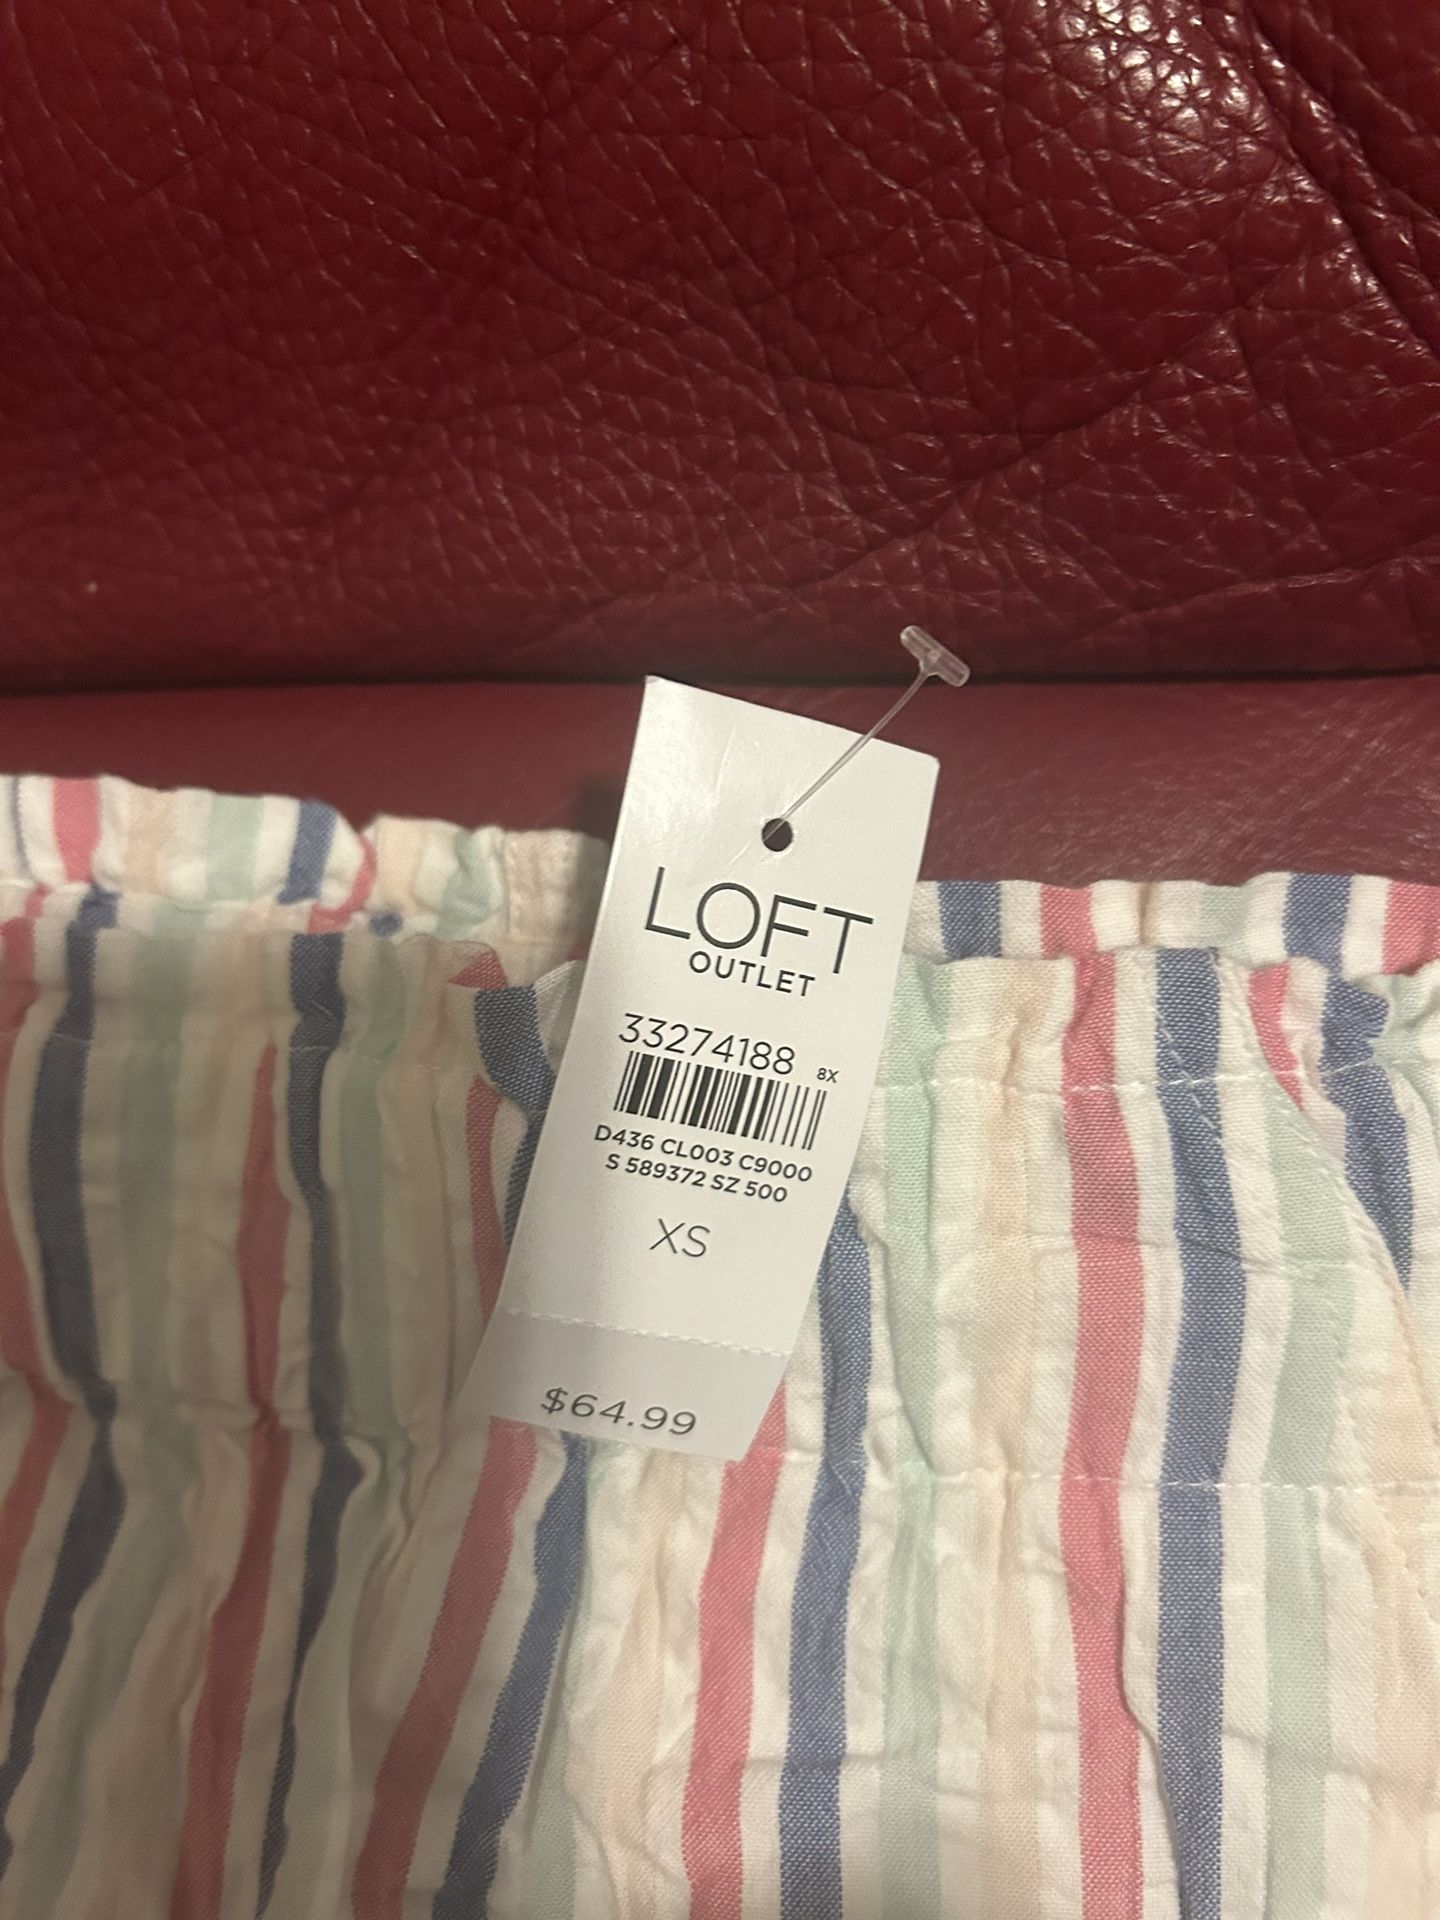 LOFT
OUTLET
33274188 8X
D436 CL003 C9000
S 589372 SZ 500
XS
$64.99